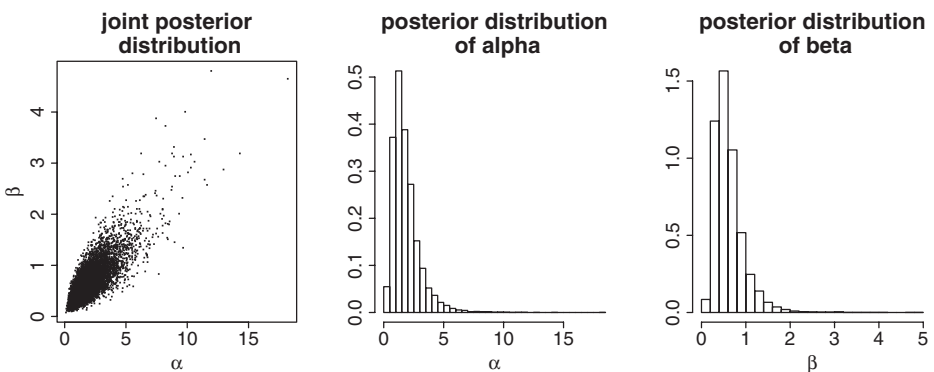 joint posterior
distribution
4
3
2
1
0
β
0 5 10 15
α
posterior distribution
of alpha
0.5
0.4
0.3
0.2
0.1
0.0
0 5 10 15
α
posterior distribution
of beta
1.5
1.0
0.5
0.0
0 1 2 3 4 5
β